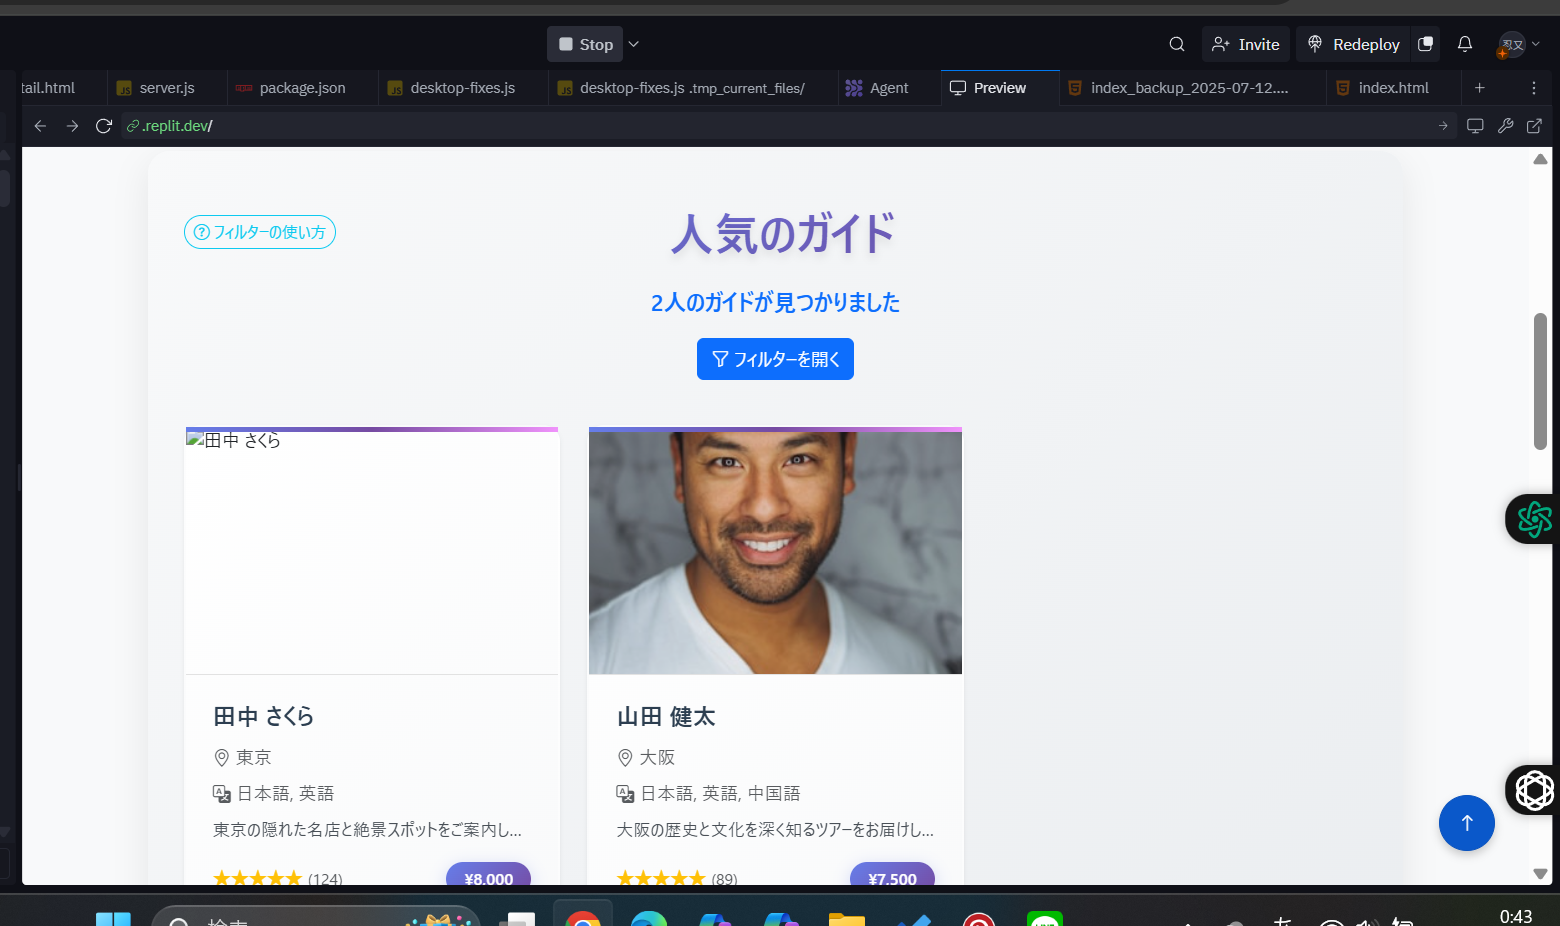 Stop
Invite
Redeploy
忍又
tail.html
server.js
package.json
desktop-fixes.js
desktop-fixes.js .tmp_current_files/
Agent
Preview
index_backup_2025-07-12....
index.html
.replit.dev/
フィルターの使い方
人気のガイド
2人のガイドが見つかりました
フィルターを開く
田中 さくら
田中 さくら
東京
日本語, 英語
東京の隠れた名店と絶景スポットをご案内し...
★★★★★ (124)
¥8,000
山田 健太
大阪
日本語, 英語, 中国語
大阪の歴史と文化を深く知るツアーをお届けし...
★★★★★ (89)
¥7,500
検索
LINE
あ
0:43